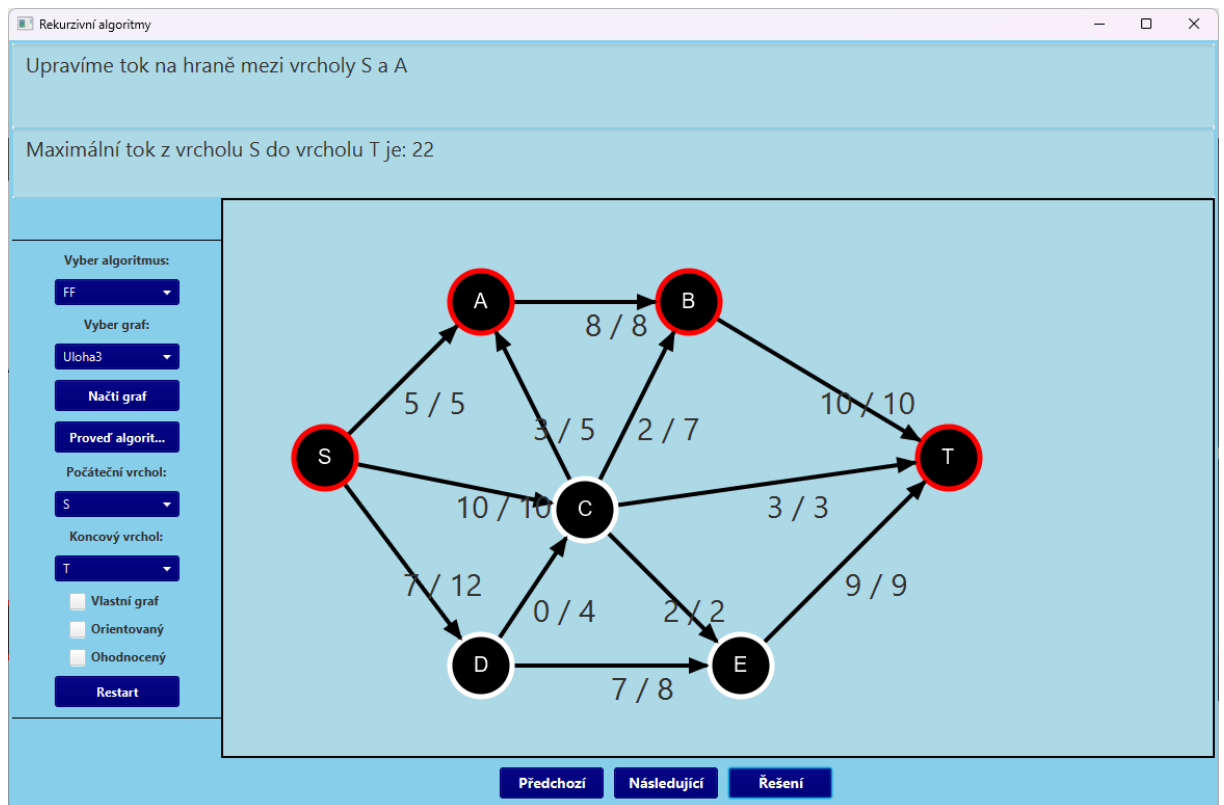 Rekurzivní algoritmy
Upravíme tok na hraně mezi vrcholy S a A
Maximální tok z vrcholu S do vrcholu T je: 22
Vyber algoritmus:
FF
Vyber graf:
Uloha3
Načti graf
Proveď algorit...
Počáteční vrchol:
S
Koncový vrchol:
T
Vlastní graf
Orientovaný
Ohodnocený
Restart
A
B
8 / 8
5 / 5
3 / 5
2 / 7
10 / 10
S
T
10 / 10
C
3 / 3
7 / 12
0 / 4
2 / 2
9 / 9
D
E
7 / 8
Předchozí
Následující
Řešení